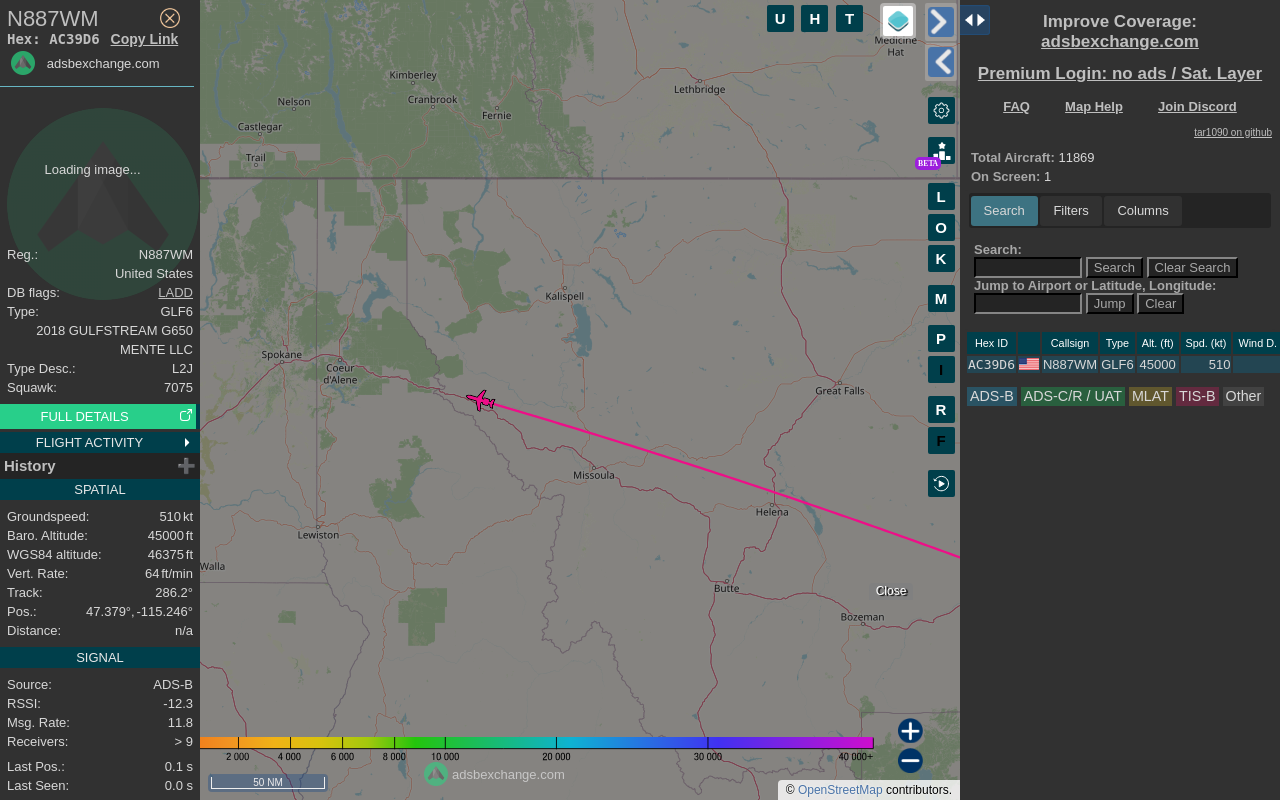 N887WM
Hex: AC39D6 Copy Link
adsbexchange.com
Loading image...
Reg.: N887WM
United States
DB flags: LADD
Type: GLF6
2018 GULFSTREAM G650
MENTE LLC
Type Desc.: L2J
Squawk: 7075
FULL DETAILS
FLIGHT ACTIVITY
History
SPATIAL
Groundspeed: 510 kt
Baro. Altitude: 45000 ft
WGS84 altitude: 46375 ft
Vert. Rate: 64 ft/min
Track: 286.2°
Pos.: 47.379°, -115.246°
Distance: n/a
SIGNAL
Source: ADS-B
RSSI: -12.3
Msg. Rate: 11.8
Receivers: > 9
Last Pos.: 0.1 s
Last Seen: 0.0 s
U H T
Medicine
Hat
Kimberley
Lethbridge
Nelson
Cranbrook
Fernie
Castlegar
Trail
BETA
L
O
K
M
P
I
R
F
Kalispell
Spokane
Coeur
d'Alene
Great Falls
Missoula
Helena
Lewiston
Walla
Butte
Close
Bozeman
2 000 4 000 6 000 8 000 10 000 20 000 30 000 40 000+
adsbexchange.com
50 NM
© OpenStreetMap contributors.
Improve Coverage:
adsbexchange.com
Premium Login: no ads / Sat. Layer
FAQ Map Help Join Discord
tar1090 on github
Total Aircraft: 11869
On Screen: 1
Search Filters Columns
Search:
Search Clear Search
Jump to Airport or Latitude, Longitude:
Jump Clear
Hex ID Callsign Type Alt. (ft) Spd. (kt) Wind D.
AC39D6 N887WM GLF6 45000 510
ADS-B ADS-C/R / UAT MLAT TIS-B Other